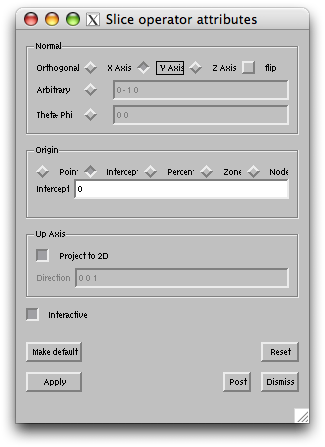 X Slice operator attributes
Normal
Orthogonal X Axis Y Axis Z Axis flip
Arbitrary 0 -1 0
Theta Phi 0 0
Origin
Point Intercept Percent Zone Node
Intercept 0
Up Axis
Project to 2D
Direction 0 0 1
Interactive
Make default Reset
Apply Post Dismiss